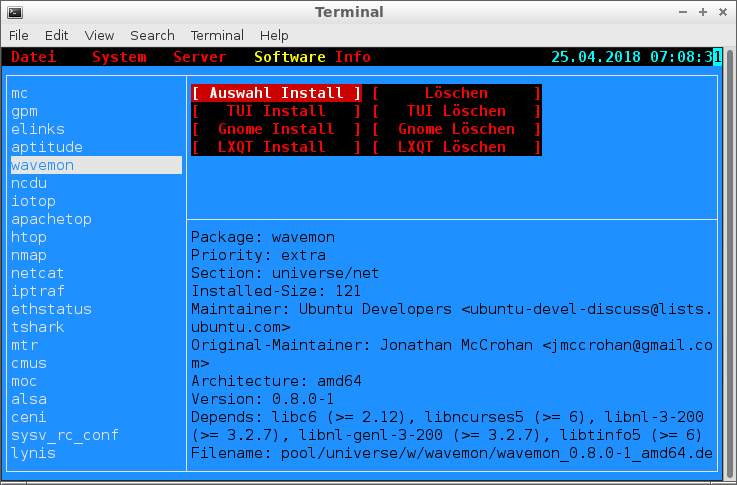 Terminal
File Edit View Search Terminal Help
Datei System Server Software Info 25.04.2018 07:08:31
mc
gpm
elinks
aptitude
wavemon
ncdu
iotop
apachetop
htop
nmap
netcat
iptraf
ethstatus
tshark
mtr
cmus
moc
alsa
ceni
sysv_rc_conf
lynis
[ Auswahl Install ] [ Löschen ]
[ TUI Install ] [ TUI Löschen ]
[ Gnome Install ] [ Gnome Löschen ]
[ LXQT Install ] [ LXQT Löschen ]
Package: wavemon
Priority: extra
Section: universe/net
Installed-Size: 121
Maintainer: Ubuntu Developers <ubuntu-devel-discuss@lists.
ubuntu.com>
Original-Maintainer: Jonathan McCrohan <jmccrohan@gmail.co
m>
Architecture: amd64
Version: 0.8.0-1
Depends: libc6 (>= 2.12), libncurses5 (>= 6), libnl-3-200
(>= 3.2.7), libnl-genl-3-200 (>= 3.2.7), libtinfo5 (>= 6)
Filename: pool/universe/w/wavemon/wavemon_0.8.0-1_amd64.de